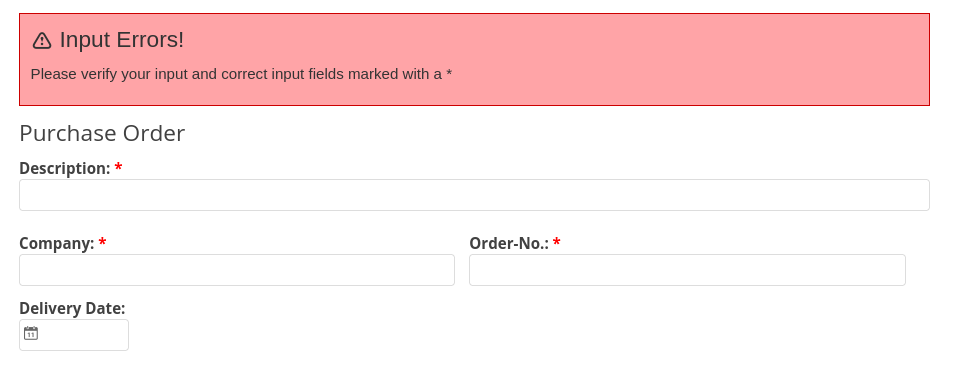 Input Errors!
Please verify your input and correct input fields marked with a *
Purchase Order
Description: *
Company: * Order-No.: *
Delivery Date:
11